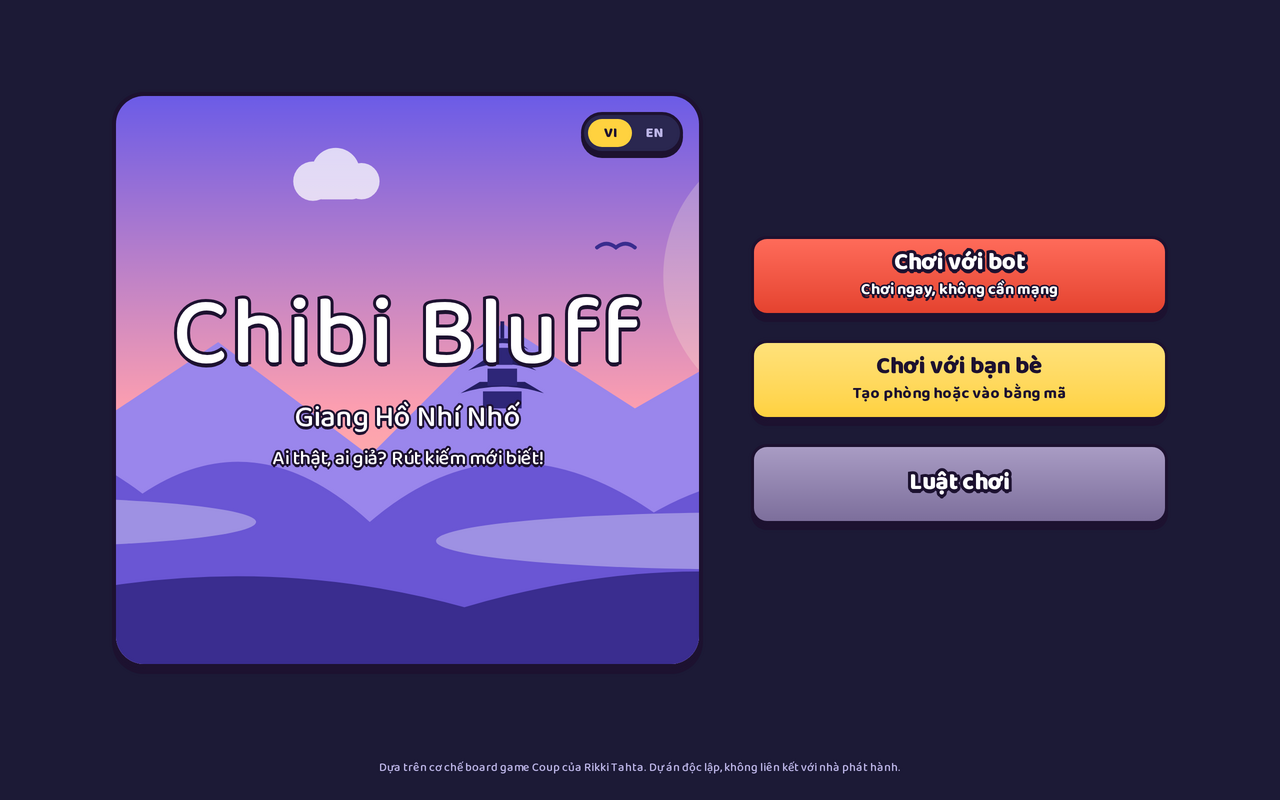 VI EN
Chibi Bluff
Giang Hồ Nhí Nhố
Ai thật, ai giả? Rút kiếm mới biết!
Chơi với bot
Chơi ngay, không cần mạng
Chơi với bạn bè
Tạo phòng hoặc vào bằng mã
Luật chơi
Dựa trên cơ chế board game Coup của Rikki Tahta. Dự án độc lập, không liên kết với nhà phát hành.